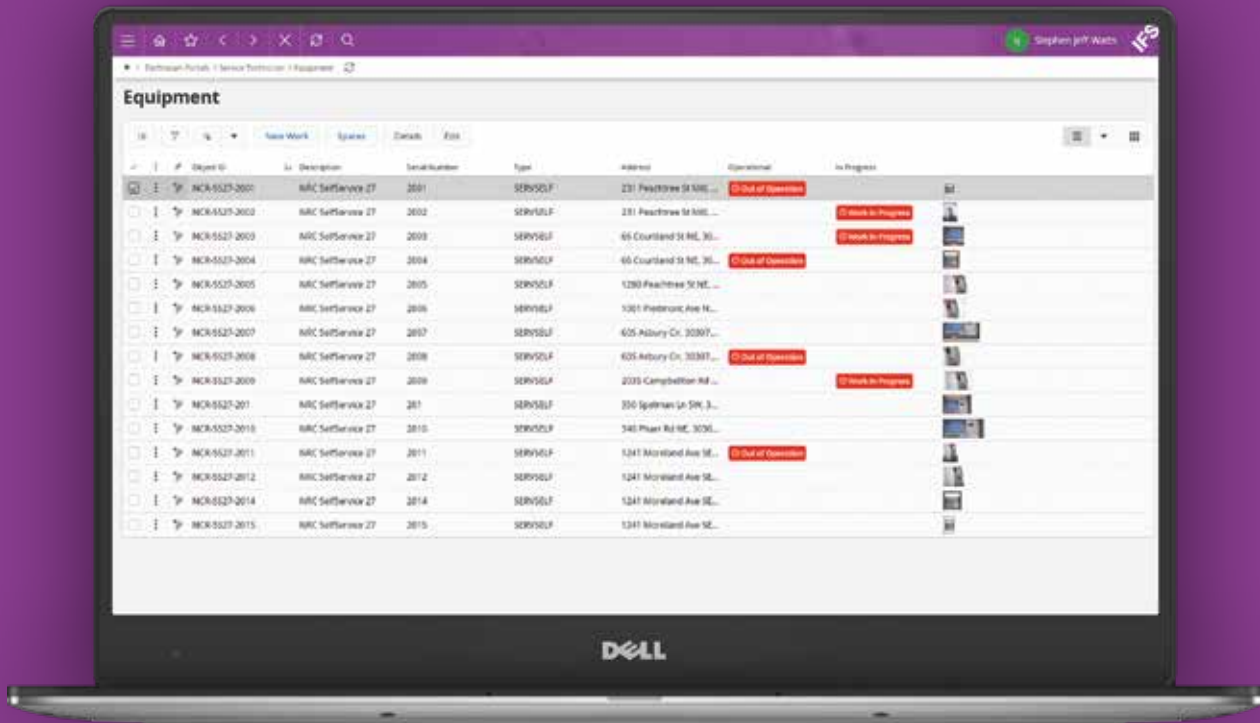 Stephen Jeff Watts IFS
Technician Portals / Service Technician / Equipment
Equipment
New Work Spares Details Edit
Object ID Description Serial Number Type Address Operational In Progress
NCR-5527-2001 NRC SelfService 27 2001 SERVSELF 231 Peachtree St NW, ... Out of Operation
NCR-5527-2002 NRC SelfService 27 2002 SERVSELF 231 Peachtree St NW, ... Work In Progress
NCR-5527-2003 NRC SelfService 27 2003 SERVSELF 65 Courtland St NE, 30... Work In Progress
NCR-5527-2004 NRC SelfService 27 2004 SERVSELF 65 Courtland St NE, 30... Out of Operation
NCR-5527-2005 NRC SelfService 27 2005 SERVSELF 1280 Peachtree St NE, ...
NCR-5527-2006 NRC SelfService 27 2006 SERVSELF 1001 Piedmont Ave N...
NCR-5527-2007 NRC SelfService 27 2007 SERVSELF 605 Asbury Cir, 30307...
NCR-5527-2008 NRC SelfService 27 2008 SERVSELF 605 Asbury Cir, 30307... Out of Operation
NCR-5527-2009 NRC SelfService 27 2009 SERVSELF 2035 Campbellton Rd ... Work In Progress
NCR-5527-201 NRC SelfService 27 201 SERVSELF 350 Spelman Ln SW, 3...
NCR-5527-2010 NRC SelfService 27 2010 SERVSELF 340 Pharr Rd NE, 3030...
NCR-5527-2011 NRC SelfService 27 2011 SERVSELF 1241 Moreland Ave SE... Out of Operation
NCR-5527-2012 NRC SelfService 27 2012 SERVSELF 1241 Moreland Ave SE...
NCR-5527-2014 NRC SelfService 27 2014 SERVSELF 1241 Moreland Ave SE...
NCR-5527-2015 NRC SelfService 27 2015 SERVSELF 1241 Moreland Ave SE...
DELL